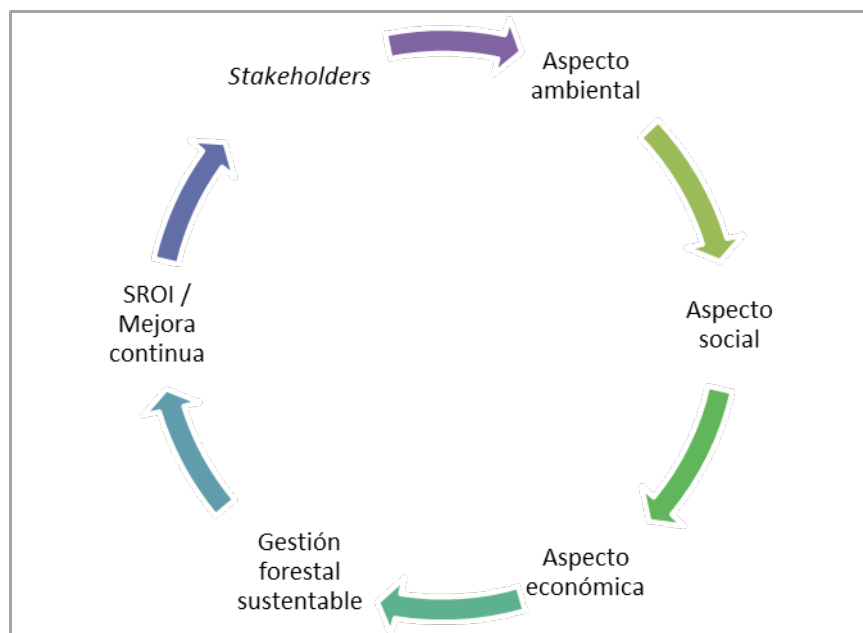 Stakeholders
Aspecto
ambiental
Aspecto
social
Aspecto
económica
Gestión
forestal
sustentable
SROI /
Mejora
continua